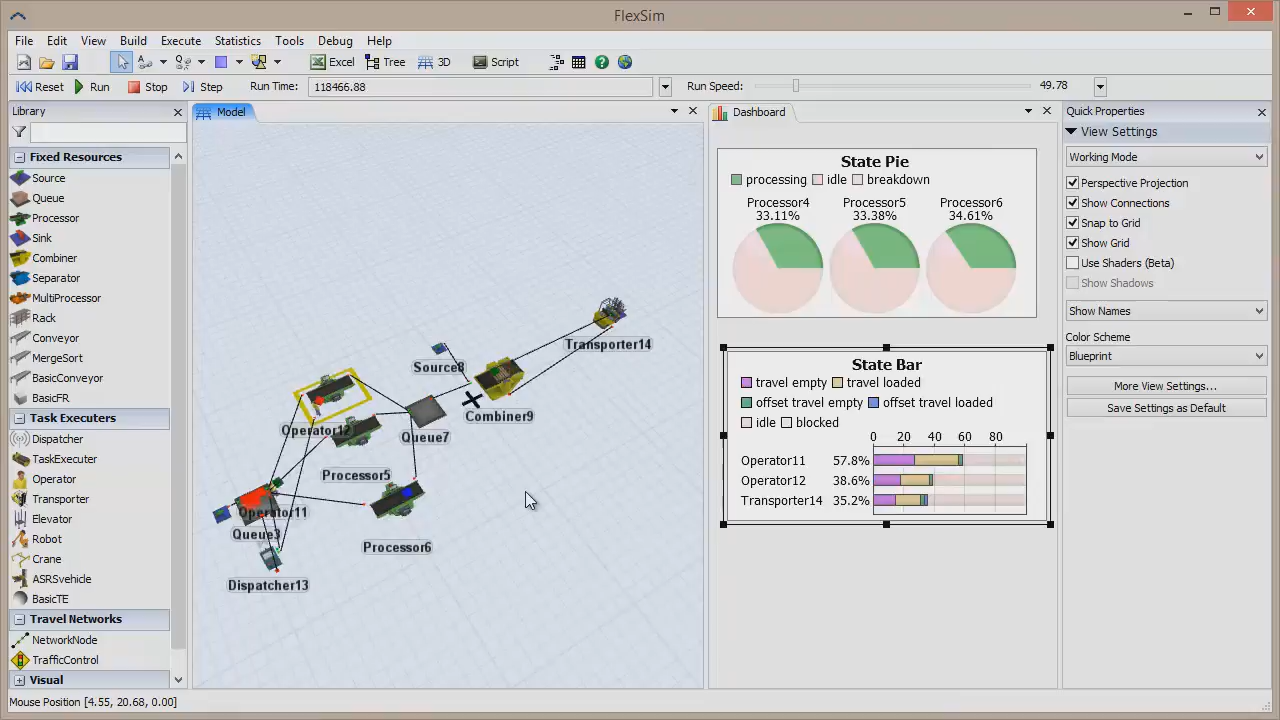 FlexSim
File Edit View Build Execute Statistics Tools Debug Help
Excel Tree 3D Script
Reset Run Stop Step Run Time: 118466.88 Run Speed: 49.78
Library
Fixed Resources
Source
Queue
Processor
Sink
Combiner
Separator
MultiProcessor
Rack
Conveyor
MergeSort
BasicConveyor
BasicFR
Task Executers
Dispatcher
TaskExecuter
Operator
Transporter
Elevator
Robot
Crane
ASRSvehicle
BasicTE
Travel Networks
NetworkNode
TrafficControl
Visual
Model
Transporter14
Source8
Combiner9
Operator12
Queue7
Processor5
Operator11
Queue3
Processor6
Dispatcher13
Dashboard
State Pie
processing idle breakdown
Processor4 Processor5 Processor6
33.11% 33.38% 34.61%
State Bar
travel empty travel loaded
offset travel empty offset travel loaded
idle blocked
0 20 40 60 80
Operator11 57.8%
Operator12 38.6%
Transporter14 35.2%
Quick Properties
View Settings
Working Mode
Perspective Projection
Show Connections
Snap to Grid
Show Grid
Use Shaders (Beta)
Show Shadows
Show Names
Color Scheme
Blueprint
More View Settings...
Save Settings as Default
Mouse Position [4.55, 20.68, 0.00]